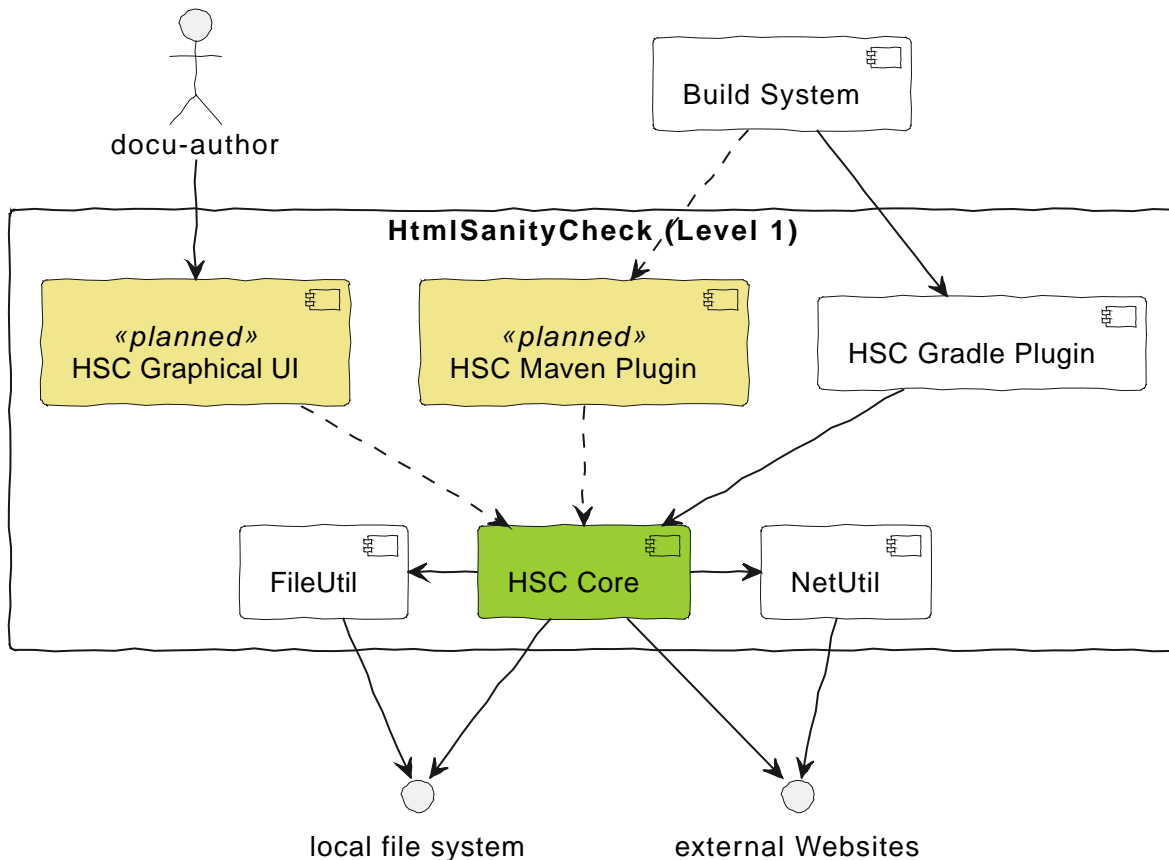 Build System
docu-author
HtmlSanityCheck (Level 1)
«planned»
HSC Graphical UI
«planned»
HSC Maven Plugin
HSC Gradle Plugin
FileUtil
HSC Core
NetUtil
local file system
external Websites